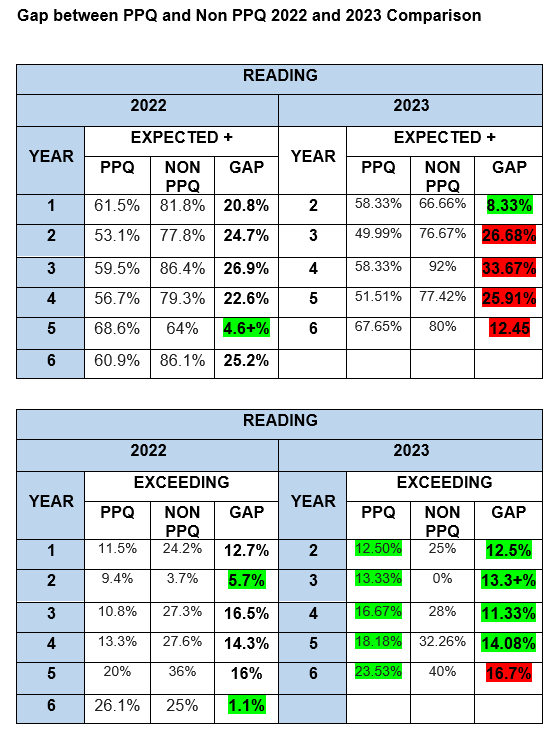 Gap between PPQ and Non PPQ 2022 and 2023 Comparison
READING
2022 2023
YEAR EXPECTED + YEAR EXPECTED +
PPQ NON PPQ GAP PPQ NON PPQ GAP
1 61.5% 81.8% 20.8% 2 58.33% 66.66% 8.33%
2 53.1% 77.8% 24.7% 3 49.99% 76.67% 26.68%
3 59.5% 86.4% 26.9% 4 58.33% 92% 33.67%
4 56.7% 79.3% 22.6% 5 51.51% 77.42% 25.91%
5 68.6% 64% 4.6+% 6 67.65% 80% 12.45
6 60.9% 86.1% 25.2%
READING
2022 2023
YEAR EXCEEDING YEAR EXCEEDING
PPQ NON PPQ GAP PPQ NON PPQ GAP
1 11.5% 24.2% 12.7% 2 12.50% 25% 12.5%
2 9.4% 3.7% 5.7% 3 13.33% 0% 13.3+%
3 10.8% 27.3% 16.5% 4 16.67% 28% 11.33%
4 13.3% 27.6% 14.3% 5 18.18% 32.26% 14.08%
5 20% 36% 16% 6 23.53% 40% 16.7%
6 26.1% 25% 1.1%